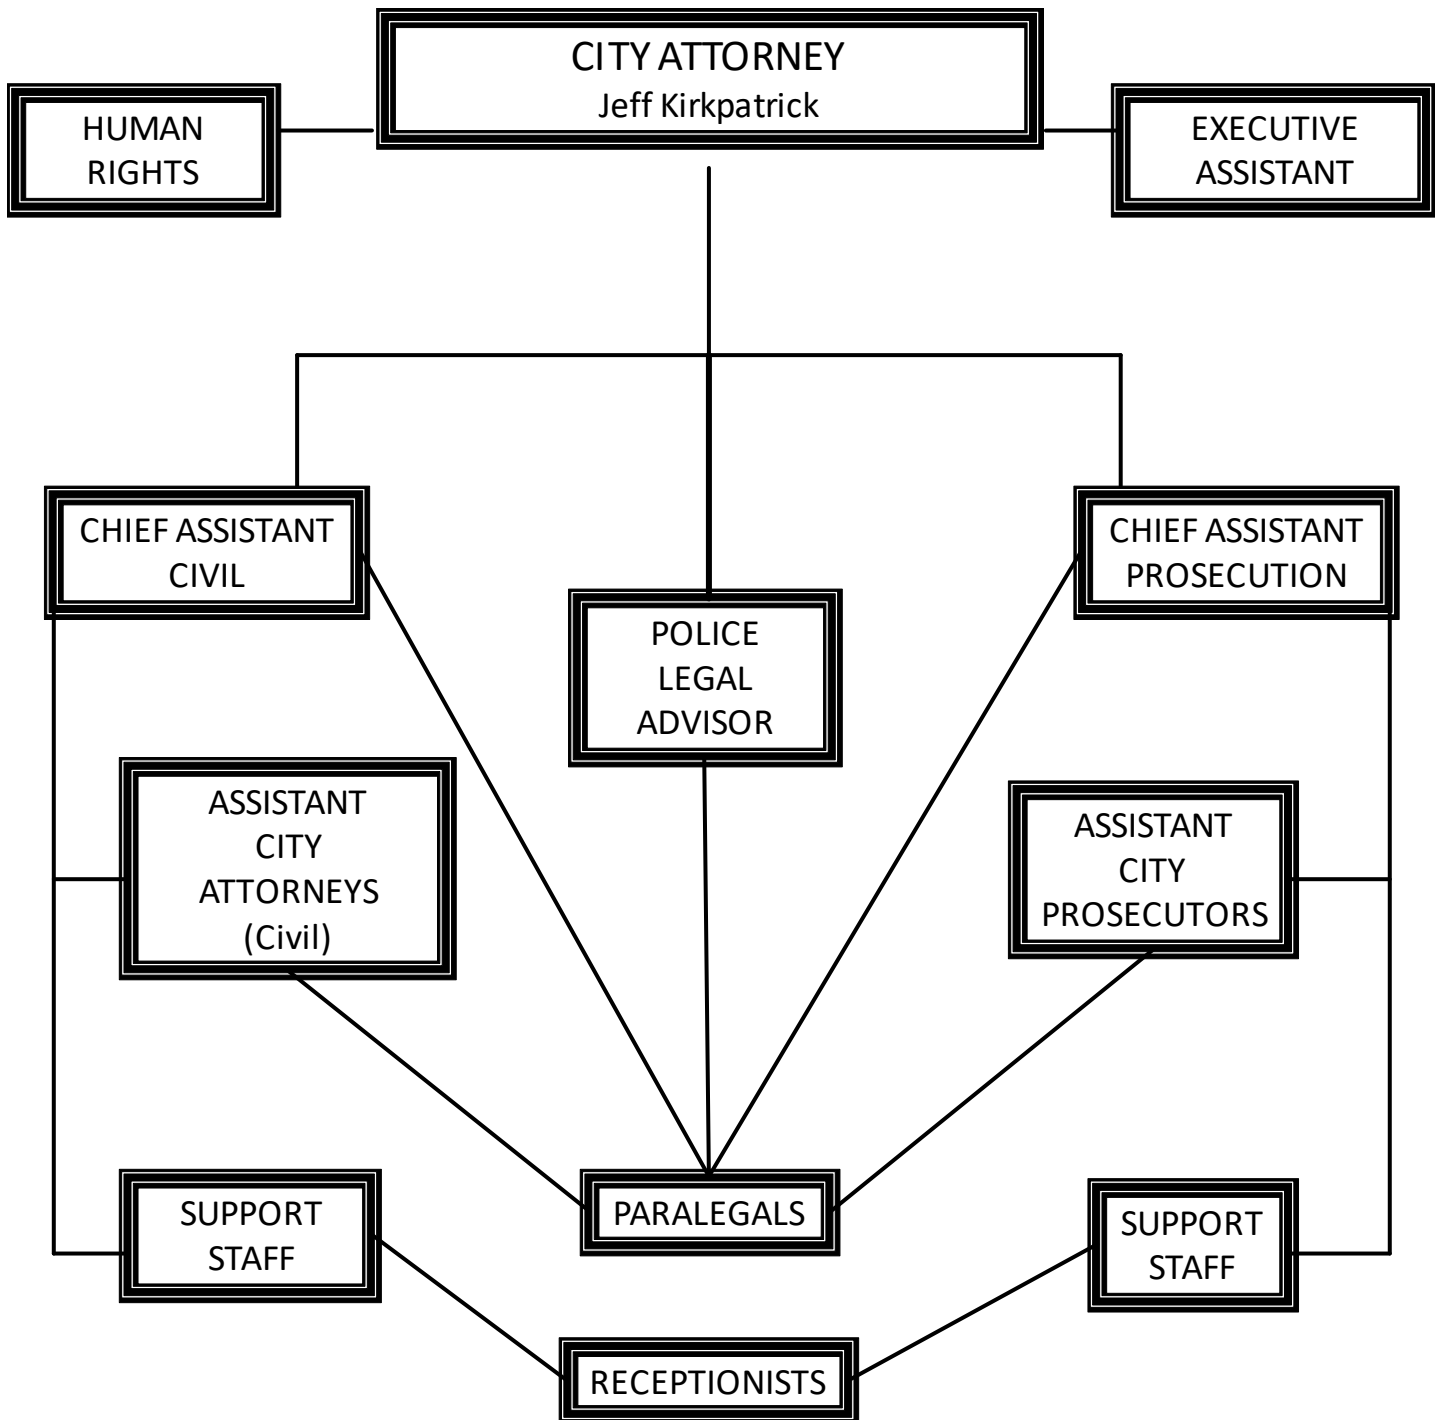 CITY ATTORNEY
Jeff Kirkpatrick
HUMAN
RIGHTS
EXECUTIVE
ASSISTANT
CHIEF ASSISTANT
CIVIL
CHIEF ASSISTANT
PROSECUTION
POLICE
LEGAL
ADVISOR
ASSISTANT
CITY
ATTORNEYS
(Civil)
ASSISTANT
CITY
PROSECUTORS
SUPPORT
STAFF
PARALEGALS
SUPPORT
STAFF
RECEPTIONISTS